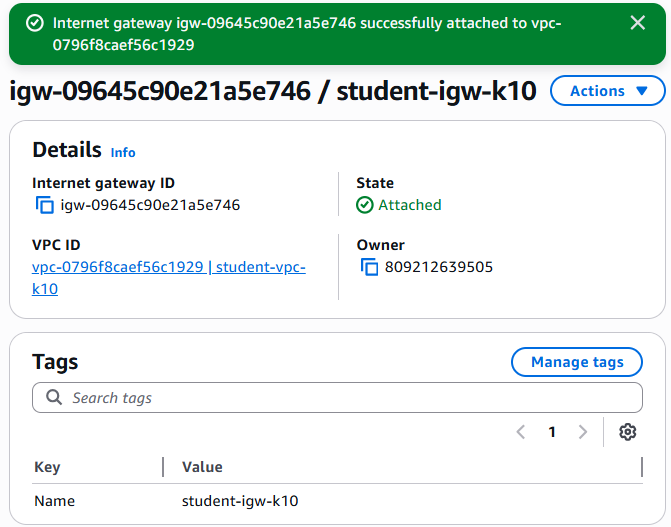 Internet gateway igw-09645c90e21a5e746 successfully attached to vpc-
0796f8caef56c1929
igw-09645c90e21a5e746 / student-igw-k10
Actions
Details Info
Internet gateway ID
igw-09645c90e21a5e746
State
Attached
VPC ID
vpc-0796f8caef56c1929 | student-vpc-
k10
Owner
809212639505
Tags
Manage tags
Search tags
1
Key Value
Name student-igw-k10